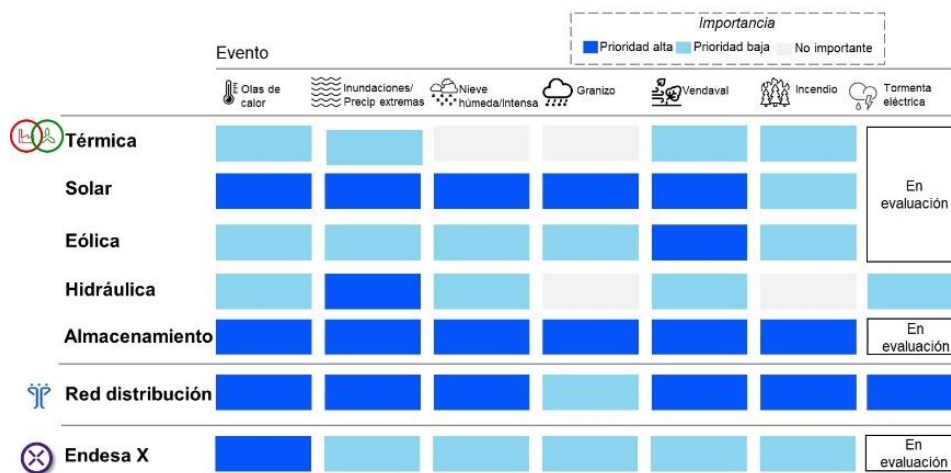 Importancia
Prioridad alta Prioridad baja No importante
Evento
Olas de
calor
Inundaciones/
Precip extremas
Nieve
húmeda/Intensa
Granizo
Vendaval
Incendio
Tormenta
eléctrica
Térmica
Solar
En
evaluación
Eólica
Hidráulica
Almacenamiento
En
evaluación
Red distribución
Endesa X
En
evaluación